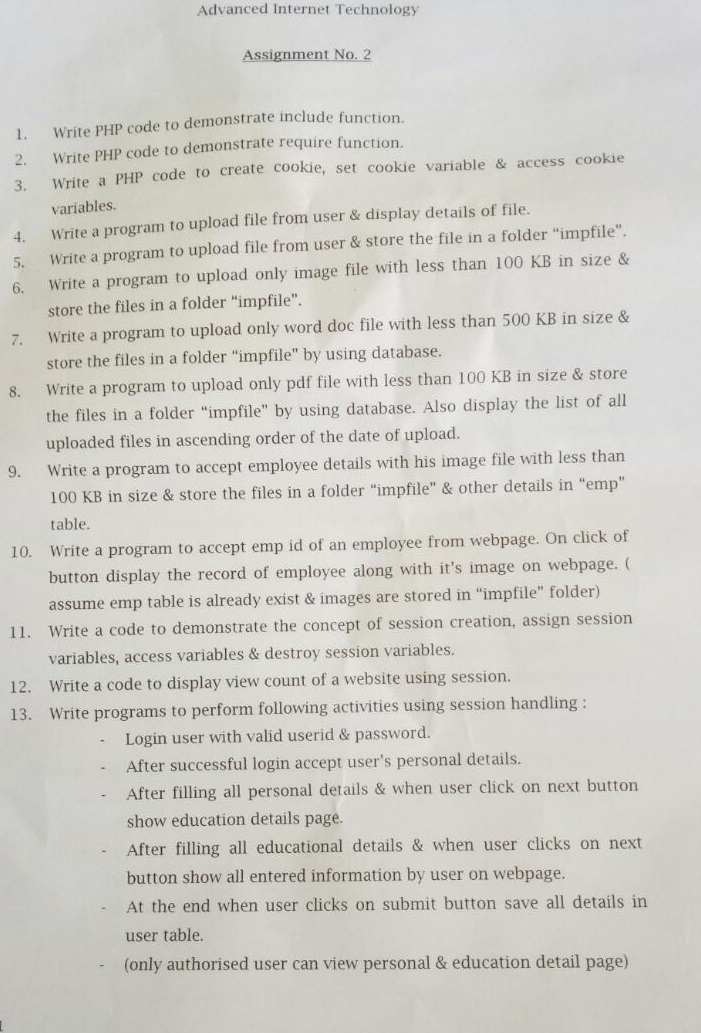 Advanced Internet Technology
Assignment No. 2
1. Write PHP code to demonstrate include function.
2. Write PHP code to demonstrate require function.
3. Write a PHP code to create cookie, set cookie variable & access cookie
variables.
4. Write a program to upload file from user & display details of file.
5. Write a program to upload file from user & store the file in a folder "impfile".
6. Write a program to upload only image file with less than 100 KB in size &
store the files in a folder "impfile".
7. Write a program to upload only word doc file with less than 500 KB in size &
store the files in a folder "impfile" by using database.
8. Write a program to upload only pdf file with less than 100 KB in size & store
the files in a folder "impfile" by using database. Also display the list of all
uploaded files in ascending order of the date of upload.
9. Write a program to accept employee details with his image file with less than
100 KB in size & store the files in a folder "impfile" & other details in "emp"
table.
10. Write a program to accept emp id of an employee from webpage. On click of
button display the record of employee along with it's image on webpage. (
assume emp table is already exist & images are stored in "impfile" folder)
11. Write a code to demonstrate the concept of session creation, assign session
variables, access variables & destroy session variables.
12. Write a code to display view count of a website using session.
13. Write programs to perform following activities using session handling :
- Login user with valid userid & password.
- After successful login accept user's personal details.
- After filling all personal details & when user click on next button
show education details page.
- After filling all educational details & when user clicks on next
button show all entered information by user on webpage.
- At the end when user clicks on submit button save all details in
user table.
- (only authorised user can view personal & education detail page)